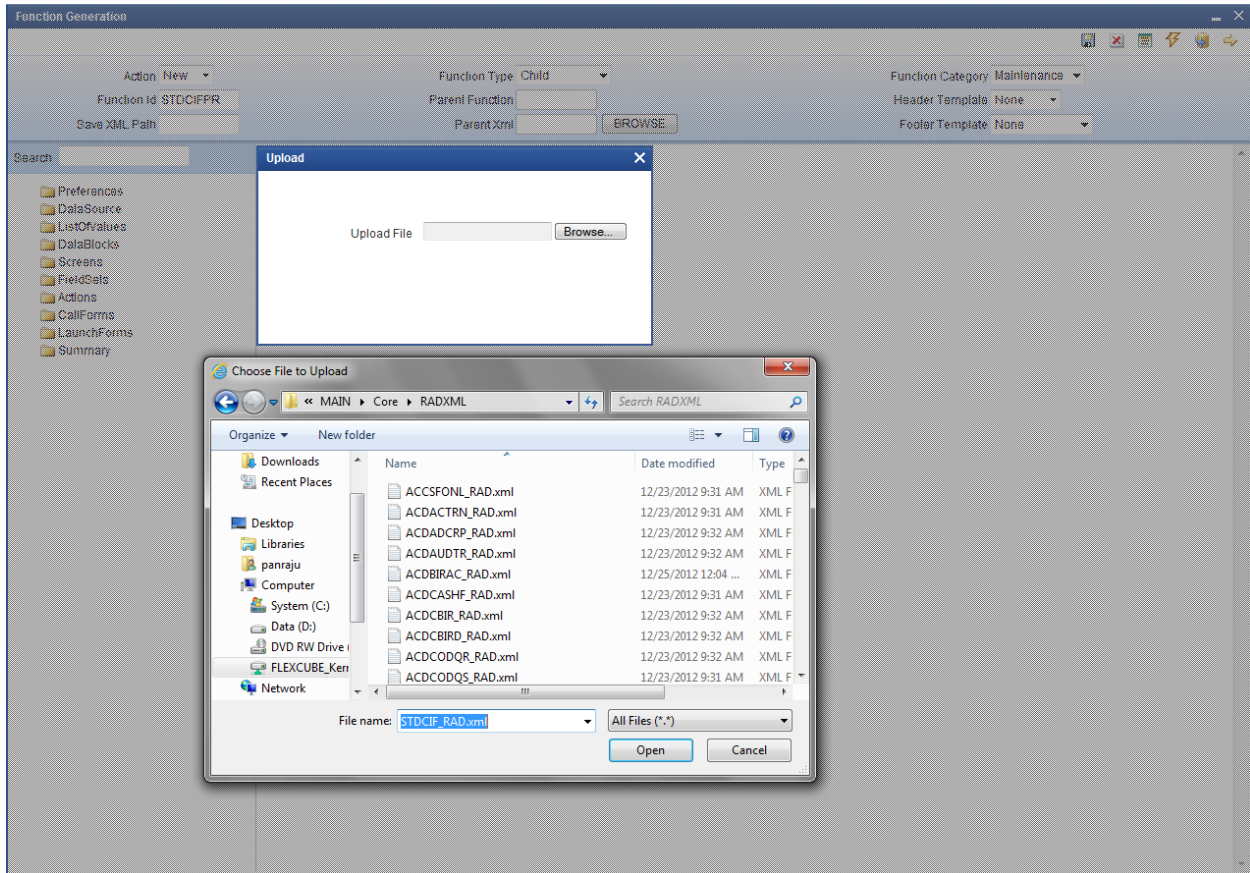 Function Generation
Action New Function Type Child Function Category Maintenance
Function Id STDCIFPR Parent Function Header Template None
Save XML Path Parent Xml BROWSE Footer Template None
Search
Preferences
DataSource
ListOfValues
DataBlocks
Screens
FieldSets
Actions
CallForms
LaunchForms
Summary
Upload
Upload File Browse...
Choose File to Upload
« MAIN Core RADXML Search RADXML
Organize New folder
Downloads
Recent Places
Desktop
Libraries
panraju
Computer
System (C:)
Data (D:)
DVD RW Drive (
FLEXCUBE_Kerr
Network
Name Date modified Type
ACCSFONL_RAD.xml 12/23/2012 9:31 AM XML F
ACDACTRN_RAD.xml 12/23/2012 9:31 AM XML F
ACDADCRP_RAD.xml 12/23/2012 9:32 AM XML F
ACDAUDTR_RAD.xml 12/23/2012 9:32 AM XML F
ACDBIRAC_RAD.xml 12/25/2012 12:04 ... XML F
ACDCASHF_RAD.xml 12/23/2012 9:31 AM XML F
ACDCBIR_RAD.xml 12/23/2012 9:32 AM XML F
ACDCBIRD_RAD.xml 12/23/2012 9:32 AM XML F
ACDCODQR_RAD.xml 12/23/2012 9:32 AM XML F
ACDCODQS_RAD.xml 12/23/2012 9:31 AM XML F
File name: STDCIF_RAD.xml All Files (*.*)
Open Cancel